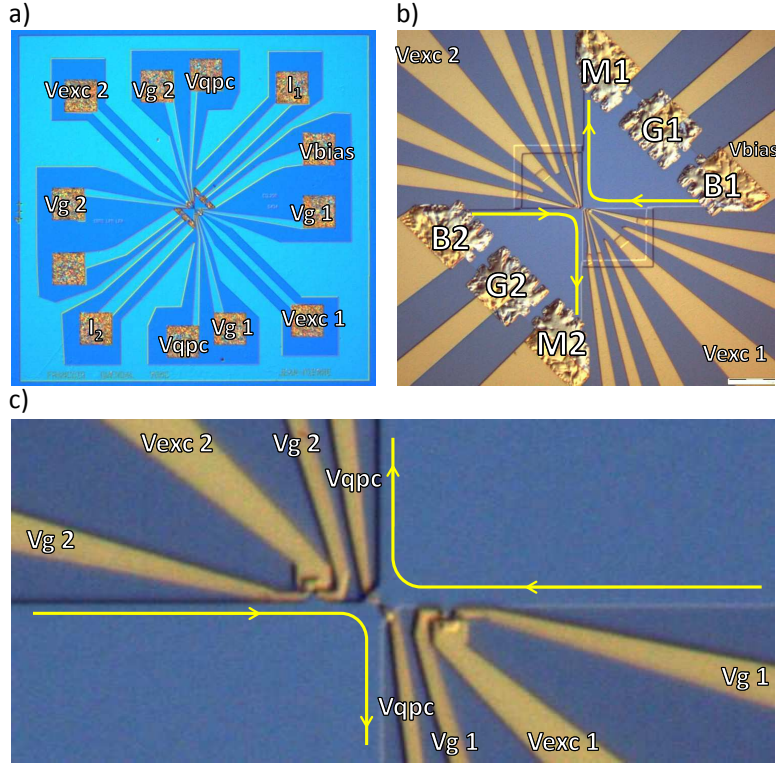 a)
Vexc 2
Vg 2
Vqpc
I1
Vbias
Vg 2
Vg 1
I2
Vqpc
Vg 1
Vexc 1
b)
Vexc 2
M1
G1
Vbias
B1
B2
G2
M2
Vexc 1
c)
Vexc 2
Vg 2
Vqpc
Vg 2
Vg 1
Vqpc
Vg 1
Vexc 1